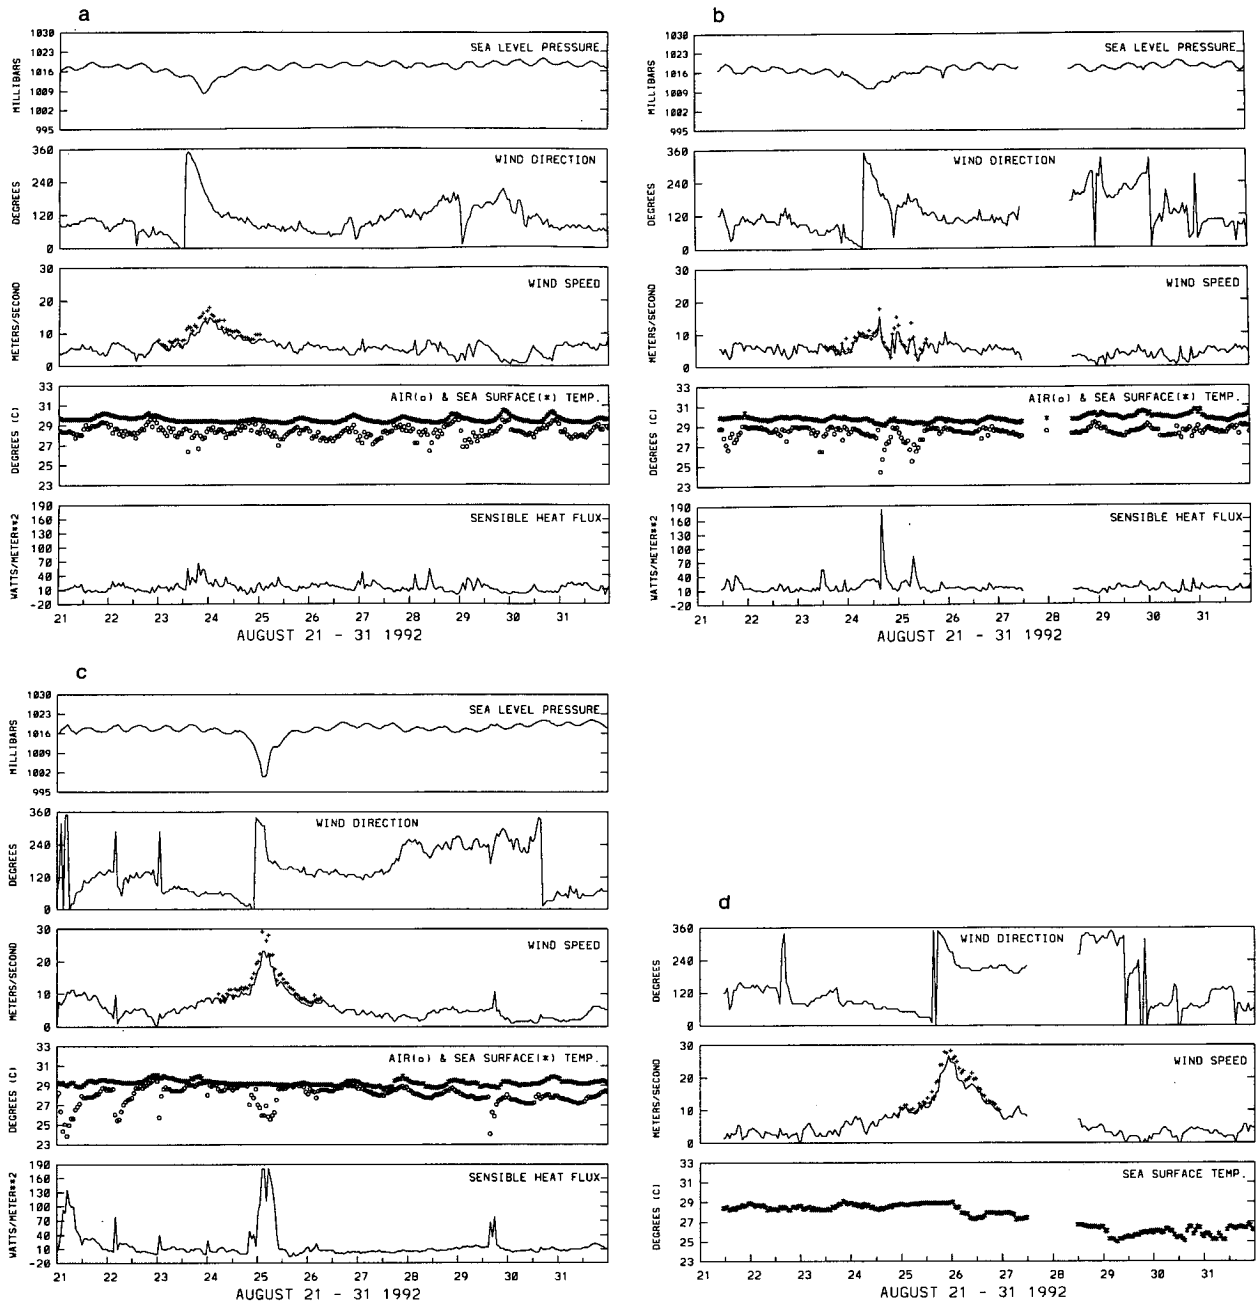 a
1030
1023
1016
1009
1002
995
MILLIBARS
SEA LEVEL PRESSURE
360
240
120
0
DEGREES
WIND DIRECTION
30
20
10
0
METERS/SECOND
WIND SPEED
33
31
29
27
25
23
DEGREES (C)
AIR(o) & SEA SURFACE(*) TEMP.
190
160
130
100
70
40
10
-20
WATTS/METER**2
SENSIBLE HEAT FLUX
21 22 23 24 25 26 27 28 29 30 31
AUGUST 21 - 31 1992
b
1030
1023
1016
1009
1002
995
MILLIBARS
SEA LEVEL PRESSURE
360
240
120
0
DEGREES
WIND DIRECTION
30
20
10
0
METERS/SECOND
WIND SPEED
33
31
29
27
25
23
DEGREES (C)
AIR(o) & SEA SURFACE(*) TEMP.
190
160
130
100
70
40
10
-20
WATTS/METER**2
SENSIBLE HEAT FLUX
21 22 23 24 25 26 27 28 29 30 31
AUGUST 21 - 31 1992
c
1030
1023
1016
1009
1002
995
MILLIBARS
SEA LEVEL PRESSURE
360
240
120
0
DEGREES
WIND DIRECTION
30
20
10
0
METERS/SECOND
WIND SPEED
33
31
29
27
25
23
DEGREES (C)
AIR(o) & SEA SURFACE(*) TEMP.
190
160
130
100
70
40
10
-20
WATTS/METER**2
SENSIBLE HEAT FLUX
21 22 23 24 25 26 27 28 29 30 31
AUGUST 21 - 31 1992
d
360
240
120
0
DEGREES
WIND DIRECTION
30
20
10
0
METERS/SECOND
WIND SPEED
33
31
29
27
25
23
DEGREES (C)
SEA SURFACE TEMP.
21 22 23 24 25 26 27 28 29 30 31
AUGUST 21 - 31 1992